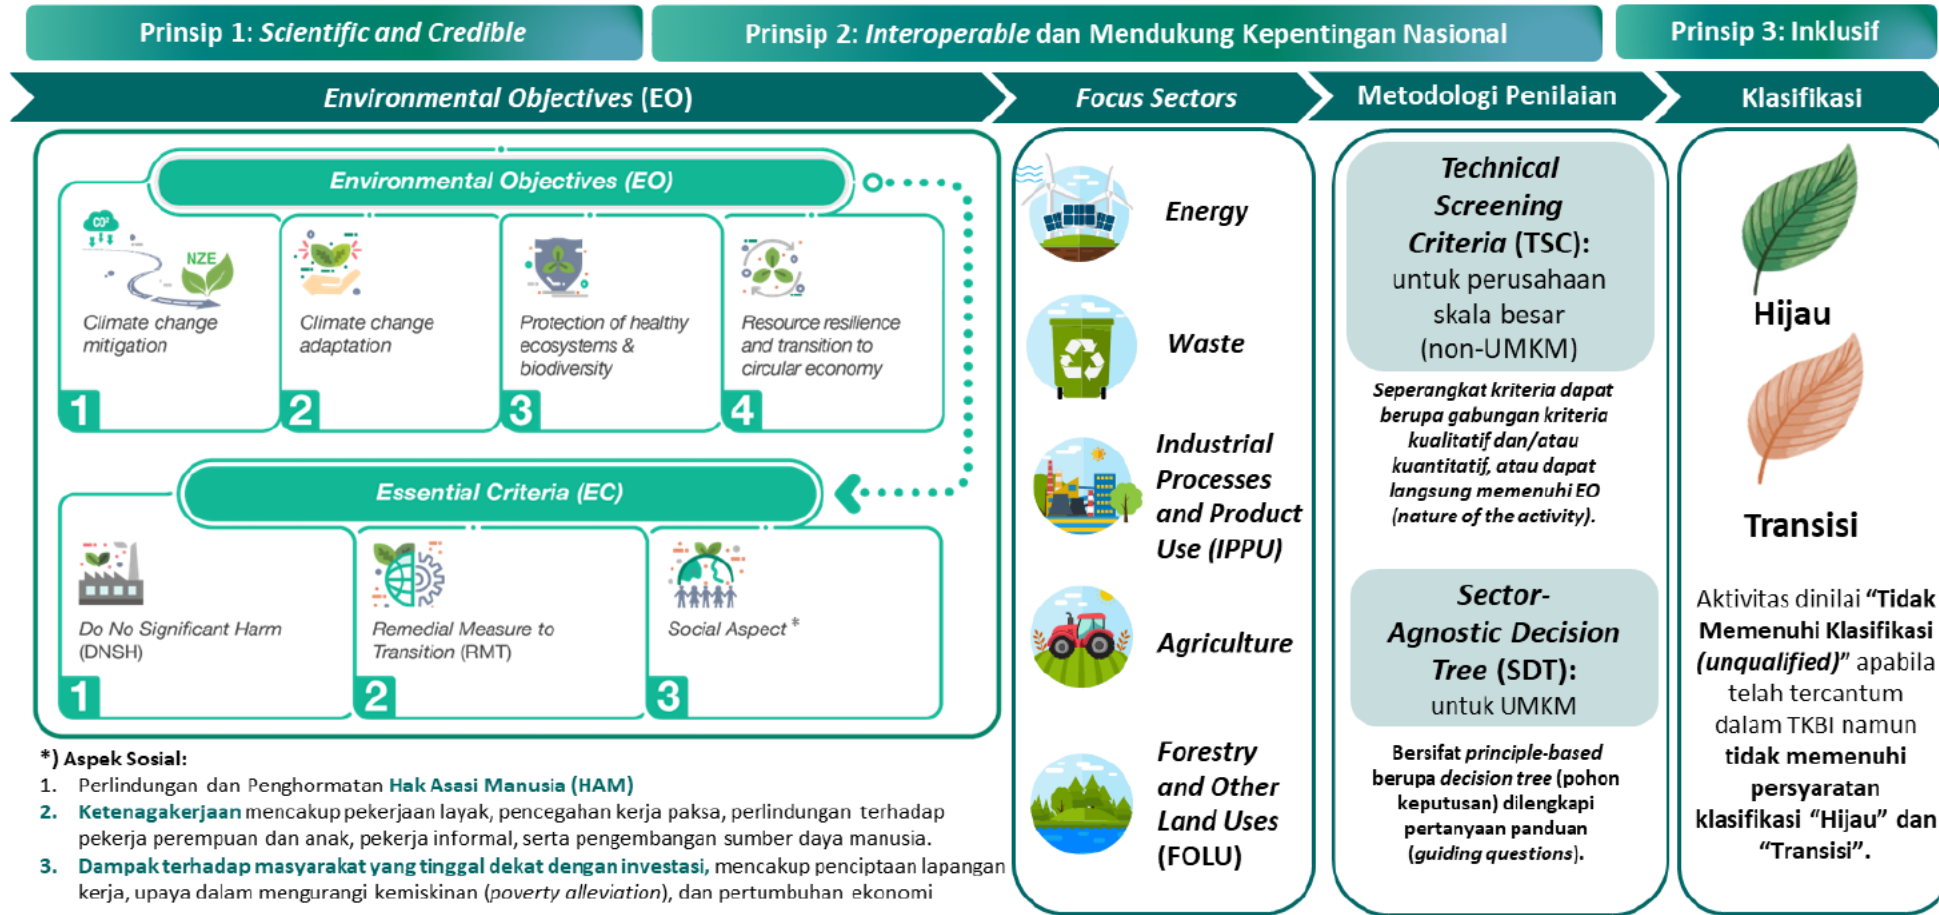 Prinsip 1: Scientific and Credible
Prinsip 2: Interoperable dan Mendukung Kepentingan Nasional
Prinsip 3: Inklusif
Environmental Objectives (EO)
Focus Sectors
Metodologi Penilaian
Klasifikasi
Environmental Objectives (EO)
CO²
NZE
Climate change
mitigation
1
Climate change
adaptation
2
Protection of healthy
ecosystems &
biodiversity
3
Resource resilience
and transition to
circular economy
4
Essential Criteria (EC)
Do No Significant Harm
(DNSH)
1
Remedial Measure to
Transition (RMT)
2
Social Aspect *
3
*) Aspek Sosial:
1. Perlindungan dan Penghormatan Hak Asasi Manusia (HAM)
2. Ketenagakerjaan mencakup pekerjaan layak, pencegahan kerja paksa, perlindungan terhadap
pekerja perempuan dan anak, pekerja informal, serta pengembangan sumber daya manusia.
3. Dampak terhadap masyarakat yang tinggal dekat dengan investasi, mencakup penciptaan lapangan
kerja, upaya dalam mengurangi kemiskinan (poverty alleviation), dan pertumbuhan ekonomi
Energy
Waste
Industrial
Processes
and Product
Use (IPPU)
Agriculture
Forestry
and Other
Land Uses
(FOLU)
Technical
Screening
Criteria (TSC):
untuk perusahaan
skala besar
(non-UMKM)
Seperangkat kriteria dapat
berupa gabungan kriteria
kualitatif dan/atau
kuantitatif, atau dapat
langsung memenuhi EO
(nature of the activity).
Sector-
Agnostic Decision
Tree (SDT):
untuk UMKM
Bersifat principle-based
berupa decision tree (pohon
keputusan) dilengkapi
pertanyaan panduan
(guiding questions).
Hijau
Transisi
Aktivitas dinilai “Tidak
Memenuhi Klasifikasi
(unqualified)” apabila
telah tercantum
dalam TKBI namun
tidak memenuhi
persyaratan
klasifikasi “Hijau” dan
“Transisi”.